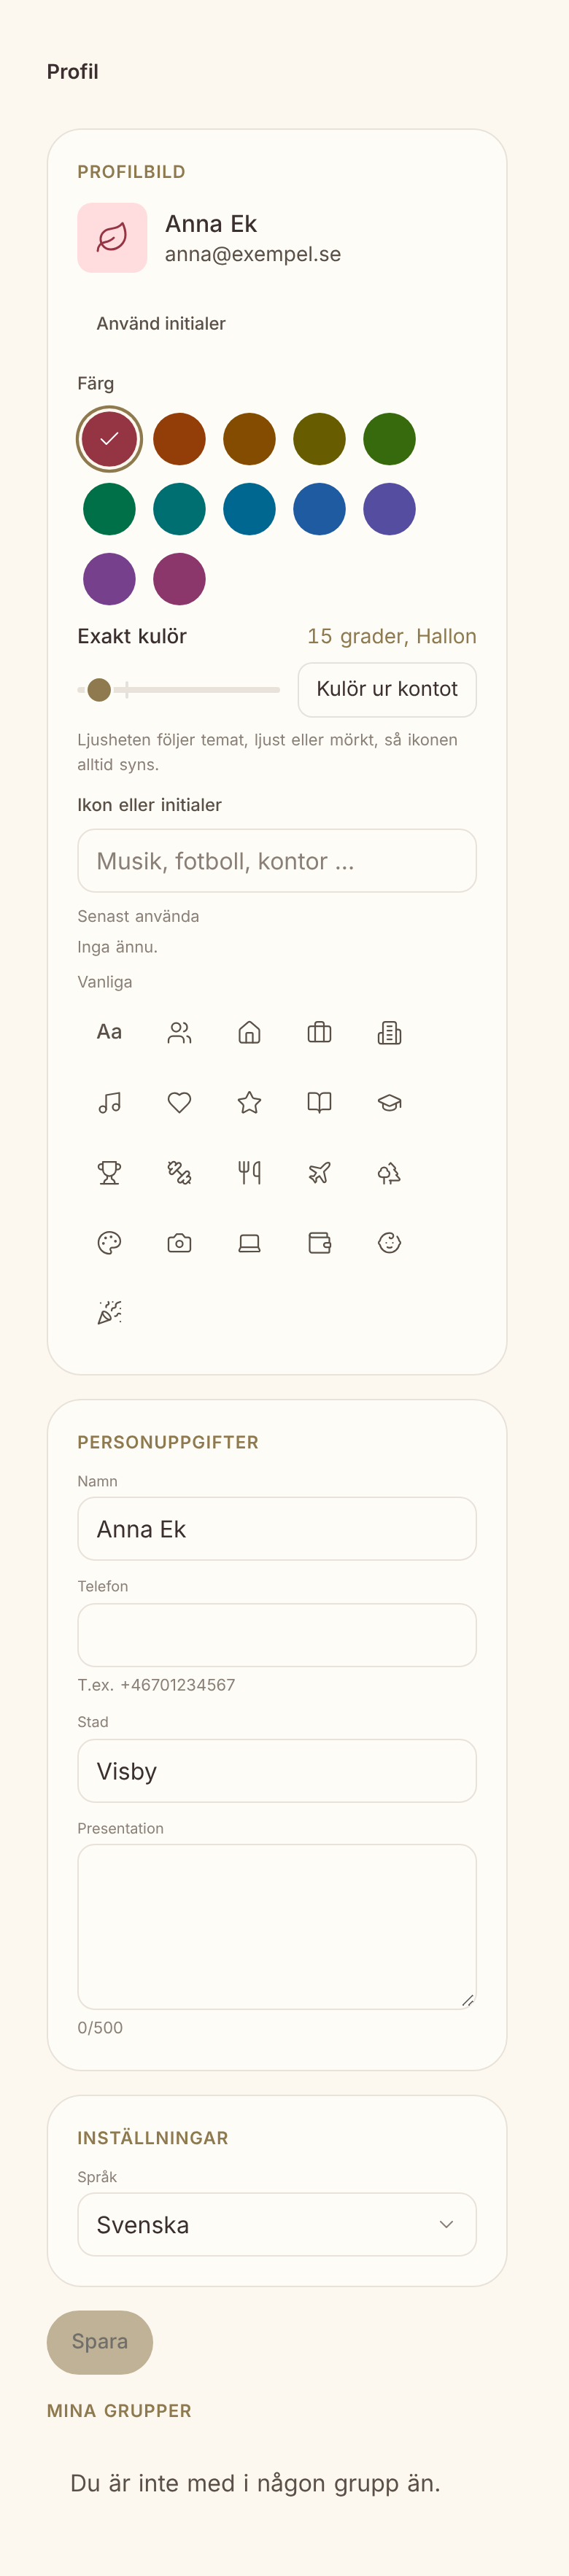 Profil
PROFILBILD
Anna Ek
anna@exempel.se
Använd initialer
Färg
Exakt kulör
15 grader, Hallon
Kulör ur kontot
Ljusheten följer temat, ljust eller mörkt, så ikonen
alltid syns.
Ikon eller initialer
Musik, fotboll, kontor ...
Senast använda
Inga ännu.
Vanliga
Aa
PERSONUPPGIFTER
Namn
Anna Ek
Telefon
T.ex. +46701234567
Stad
Visby
Presentation
0/500
INSTÄLLNINGAR
Språk
Svenska
Spara
MINA GRUPPER
Du är inte med i någon grupp än.